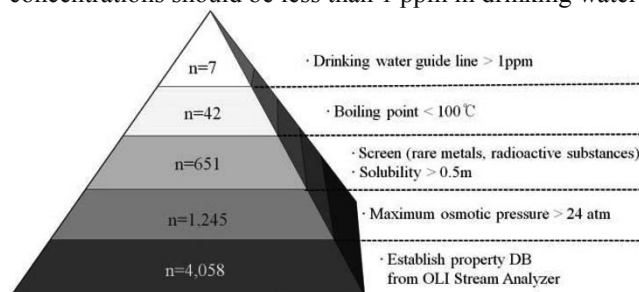 concentrations should be less than 1 ppm in drinking water
n=7
· Drinking water guide line > 1ppm
n=42
· Boiling point < 100℃
n=651
· Screen (rare metals, radioactive substances)
· Solubility > 0.5m
n=1,245
· Maximum osmotic pressure > 24 atm
n=4,058
· Establish property DB
from OLI Stream Analyzer